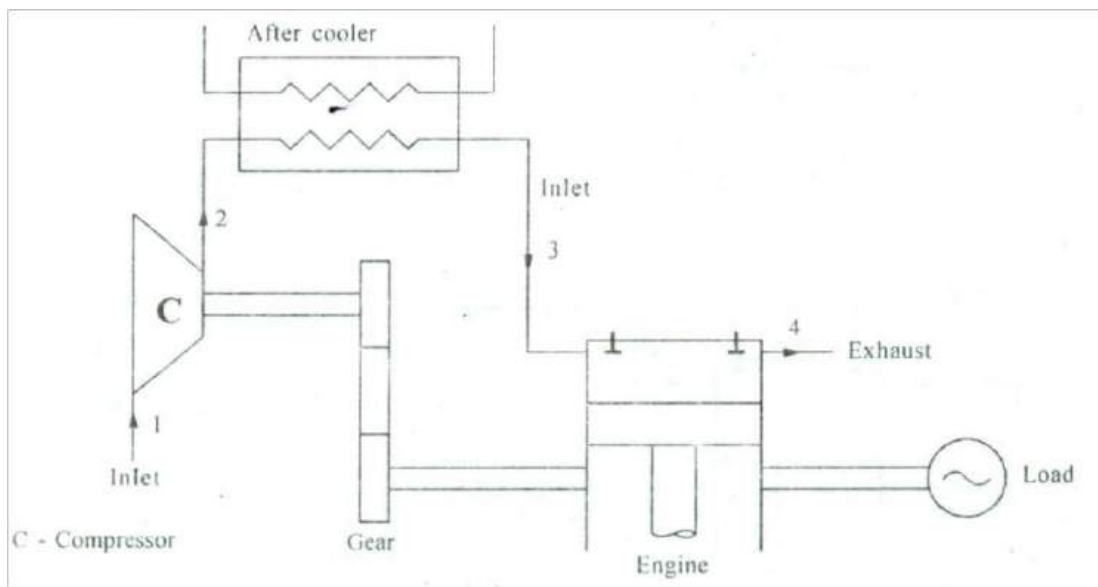 After cooler
Inlet
2
3
C
4
Exhaust
1
Inlet
Load
C - Compressor
Gear
Engine